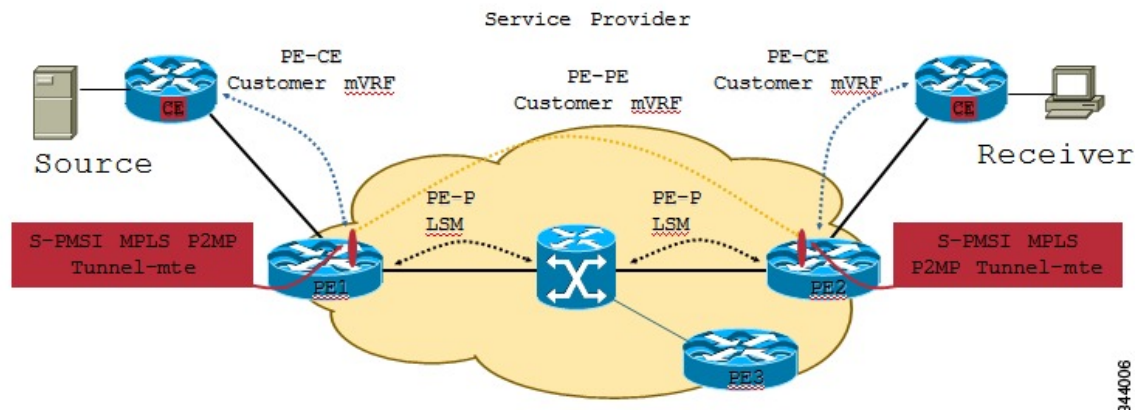 Service Provider
PE-CE
Customer mVRF
PE-PE
Customer mVRF
PE-CE
Customer mVRF
CE
CE
Source
Receiver
PE-P
LSM
PE-P
LSM
S-PMSI MPLS P2MP
Tunnel-mte
S-PMSI MPLS
P2MP Tunnel-mte
PE1
PE2
PE3
344006